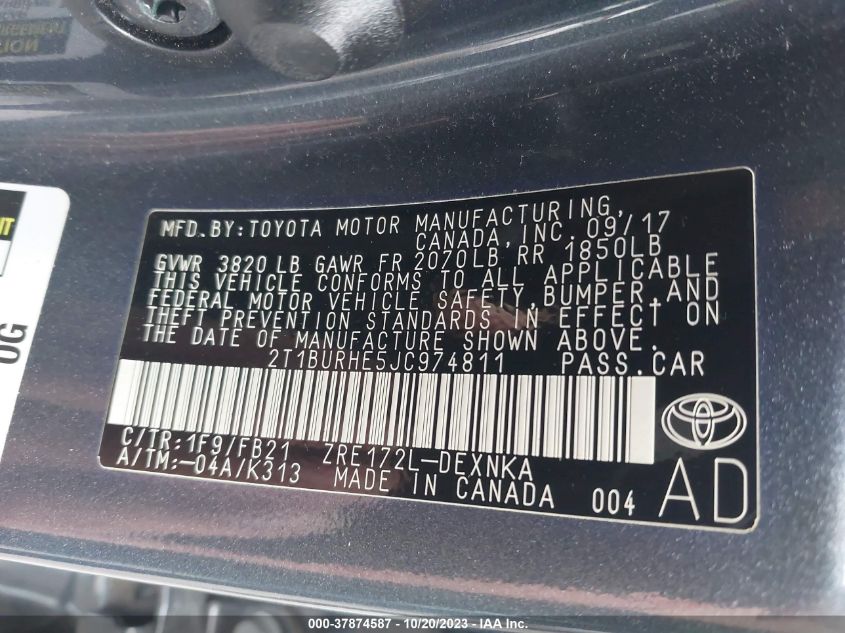 MFD.BY:TOYOTA MOTOR MANUFACTURING,
CANADA, INC. 09/17
GVWR 3820 LB GAWR FR 2070LB RR 1850LB
THIS VEHICLE CONFORMS TO ALL APPLICABLE
FEDERAL MOTOR VEHICLE SAFETY, BUMPER, AND
THEFT PREVENTION STANDARDS IN EFFECT ON
THE DATE OF MANUFACTURE SHOWN ABOVE.
2T1BURHE5JC974811 PASS.CAR
C/TR:1F9/FB21 ZRE172L-DEXNKA
A/TM:-04A/K313 MADE IN CANADA 004 AD
OG
000-37874587 - 10/20/2023 - IAA Inc.